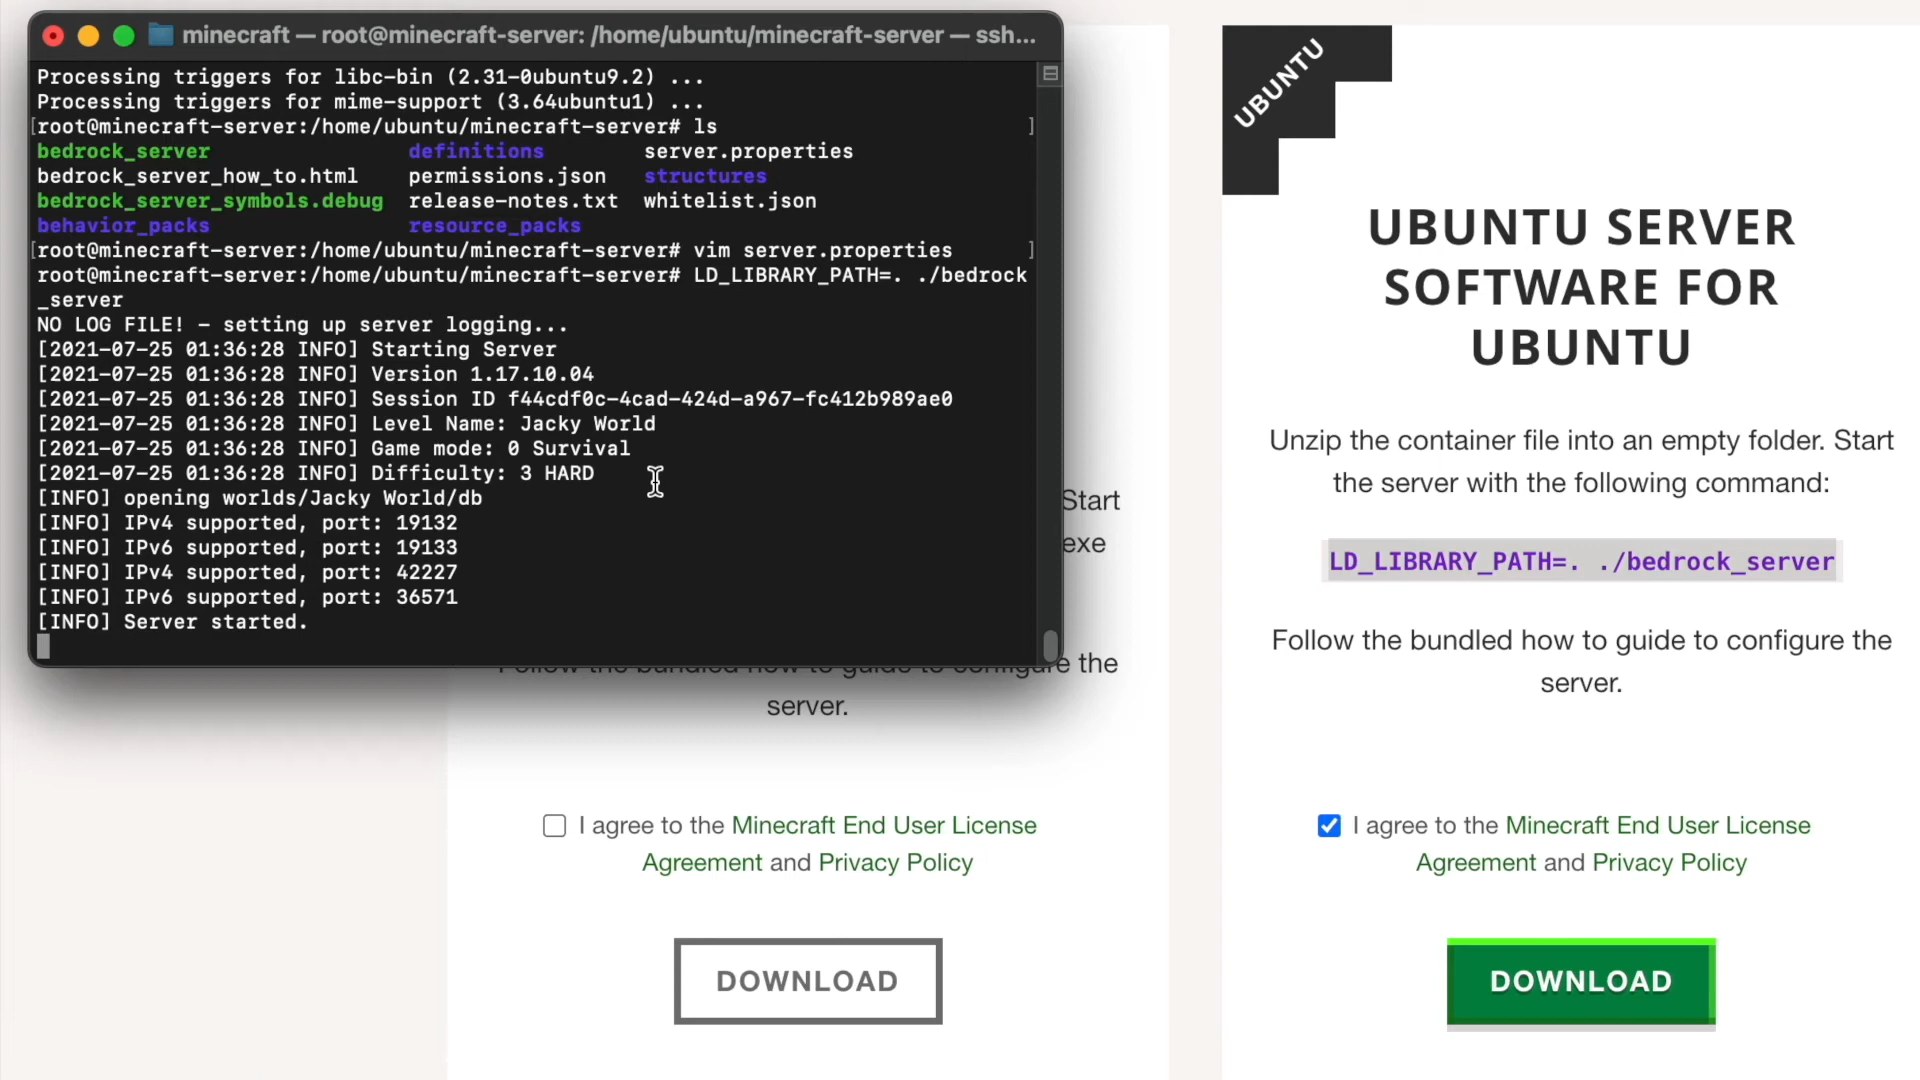 minecraft — root@minecraft-server: /home/ubuntu/minecraft-server — ssh...
Processing triggers for libc-bin (2.31-0ubuntu9.2) ...
Processing triggers for mime-support (3.64ubuntu1) ...
[root@minecraft-server:/home/ubuntu/minecraft-server# ls ]
bedrock_server definitions server.properties
bedrock_server_how_to.html permissions.json structures
bedrock_server_symbols.debug release-notes.txt whitelist.json
behavior_packs resource_packs
[root@minecraft-server:/home/ubuntu/minecraft-server# vim server.properties ]
root@minecraft-server:/home/ubuntu/minecraft-server# LD_LIBRARY_PATH=. ./bedrock
_server
NO LOG FILE! - setting up server logging...
[2021-07-25 01:36:28 INFO] Starting Server
[2021-07-25 01:36:28 INFO] Version 1.17.10.04
[2021-07-25 01:36:28 INFO] Session ID f44cdf0c-4cad-424d-a967-fc412b989ae0
[2021-07-25 01:36:28 INFO] Level Name: Jacky World
[2021-07-25 01:36:28 INFO] Game mode: 0 Survival
[2021-07-25 01:36:28 INFO] Difficulty: 3 HARD
[INFO] opening worlds/Jacky World/db
[INFO] IPv4 supported, port: 19132
[INFO] IPv6 supported, port: 19133
[INFO] IPv4 supported, port: 42227
[INFO] IPv6 supported, port: 36571
[INFO] Server started.
Start
exe
Follow the bundled how to guide to configure the
server.
I agree to the Minecraft End User License
Agreement and Privacy Policy
DOWNLOAD
UBUNTU
UBUNTU SERVER
SOFTWARE FOR
UBUNTU
Unzip the container file into an empty folder. Start
the server with the following command:
LD_LIBRARY_PATH=. ./bedrock_server
Follow the bundled how to guide to configure the
server.
I agree to the Minecraft End User License
Agreement and Privacy Policy
DOWNLOAD